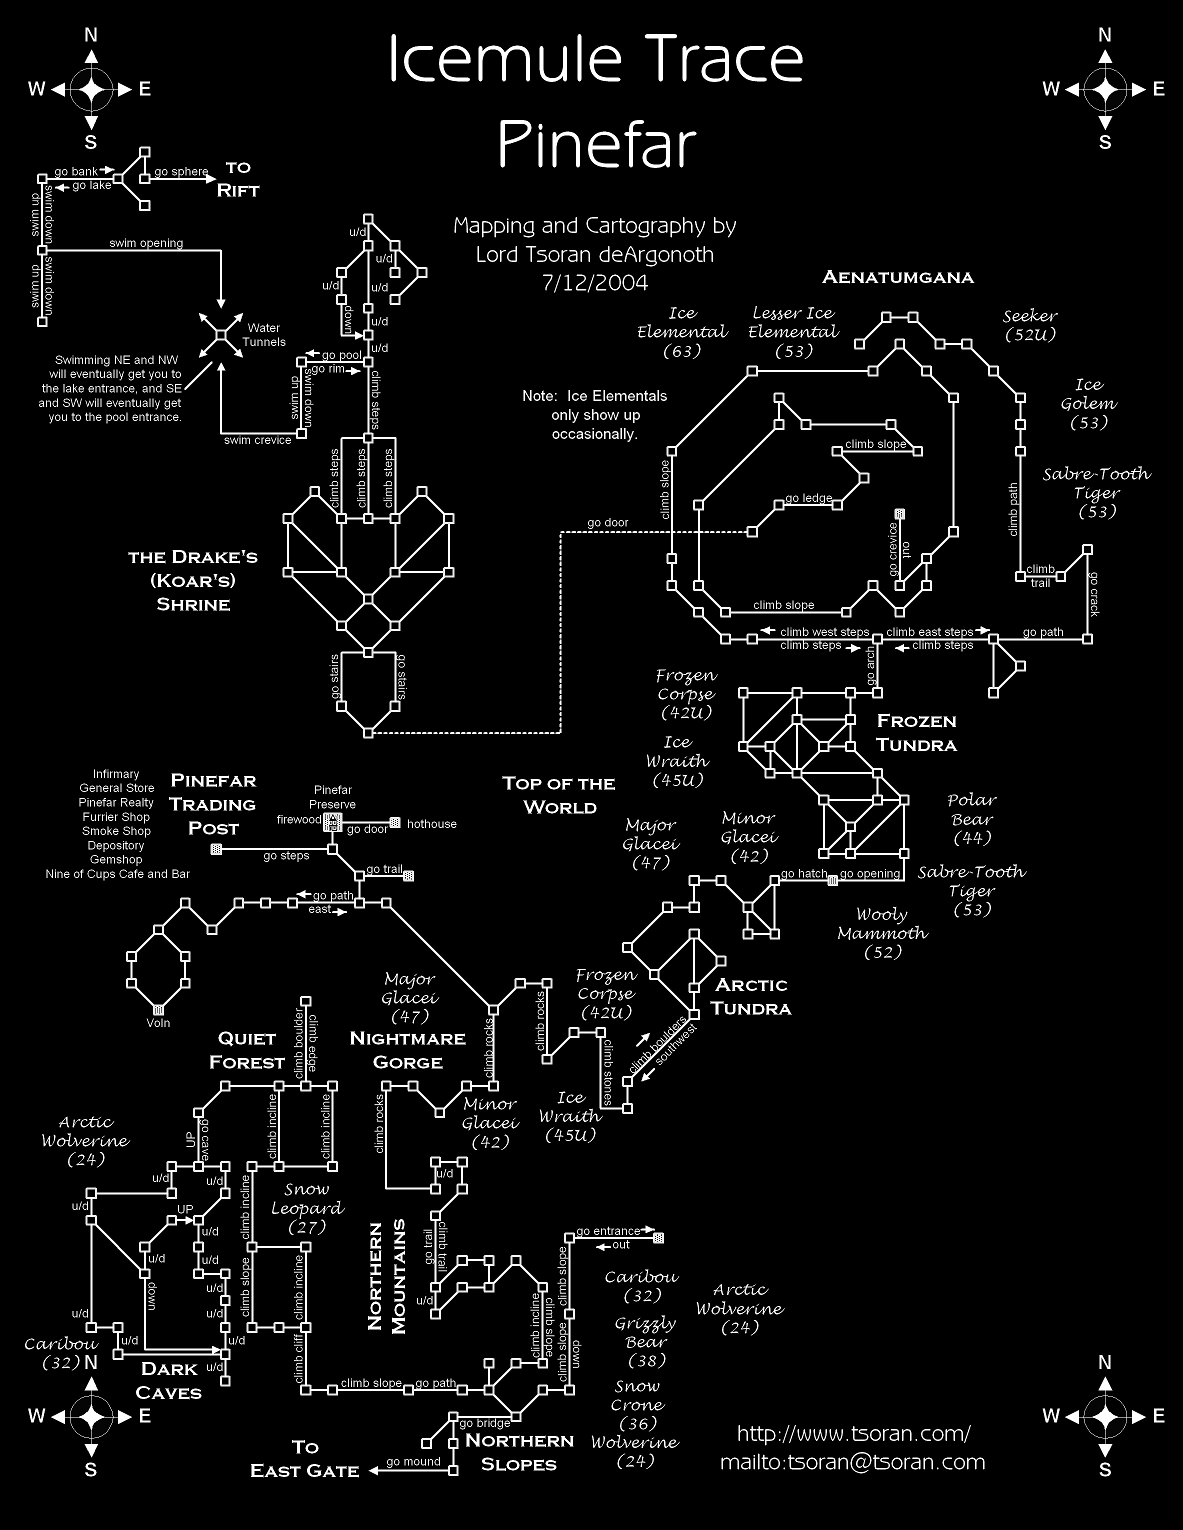 Icemule Trace
Pinefar
N
W E
S
N
W E
S
go bank
go lake
go sphere
TO
RIFT
swim up
swim down
swim up
swim down
swim opening
Water
Tunnels
Swimming NE and NW
will eventually get you to
the lake entrance, and SE
and SW will eventually get
you to the pool entrance.
swim crevice
swim up
swim down
go pool
go rim
u/d
u/d
u/d
u/d
down
u/d
u/d
climb steps
climb steps
climb steps
climb steps
Mapping and Cartography by
Lord Tsoran deArgonoth
7/12/2004
THE DRAKE'S
(KOAR'S)
SHRINE
go stairs
go stairs
Note: Ice Elementals
only show up
occasionally.
go door
AENATUMGANA
Ice
Elemental
(63)
Lesser Ice
Elemental
(53)
Seeker
(52U)
Ice
Golem
(53)
Sabre-Tooth
Tiger
(53)
climb slope
climb slope
go ledge
go crevice
out
climb slope
climb path
climb
trail
go crack
climb west steps
climb steps
climb east steps
climb steps
go path
go arch
Frozen
Corpse
(42U)
Ice
Wraith
(45U)
FROZEN
TUNDRA
Polar
Bear
(44)
Sabre-Tooth
Tiger
(53)
Wooly
Mammoth
(52)
TOP OF THE
WORLD
Major
Glacei
(47)
Minor
Glacei
(42)
go hatch
go opening
ARCTIC
TUNDRA
Frozen
Corpse
(42U)
Ice
Wraith
(45U)
climb boulders
southwest
climb stones
climb rocks
climb rocks
Infirmary
General Store
Pinefar Realty
Furrier Shop
Smoke Shop
Depository
Gemshop
Nine of Cups Cafe and Bar
PINEFAR
TRADING
POST
Pinefar
Preserve
firewood
go door
hothouse
go steps
go trail
go path
east
Voln
Major
Glacei
(47)
NIGHTMARE
GORGE
Minor
Glacei
(42)
climb rocks
QUIET
FOREST
climb boulder
climb edge
climb incline
climb incline
Arctic
Wolverine
(24)
UP
go cave
u/d
u/d
u/d
UP
u/d
u/d
u/d
down
u/d
u/d
u/d
u/d
Snow
Leopard
(27)
climb incline
climb slope
climb incline
climb cliff
Caribou
(32)
DARK
CAVES
NORTHERN
MOUNTAINS
u/d
go trail
climb trail
u/d
climb incline
climb slope
climb slope
climb slope
down
go entrance
out
Caribou
(32)
Arctic
Wolverine
(24)
Grizzly
Bear
(38)
Snow
Crone
(36)
Wolverine
(24)
climb slope
go path
go bridge
go mound
NORTHERN
SLOPES
TO
EAST GATE
N
W E
S
http://www.tsoran.com/
mailto:tsoran@tsoran.com
N
W E
S